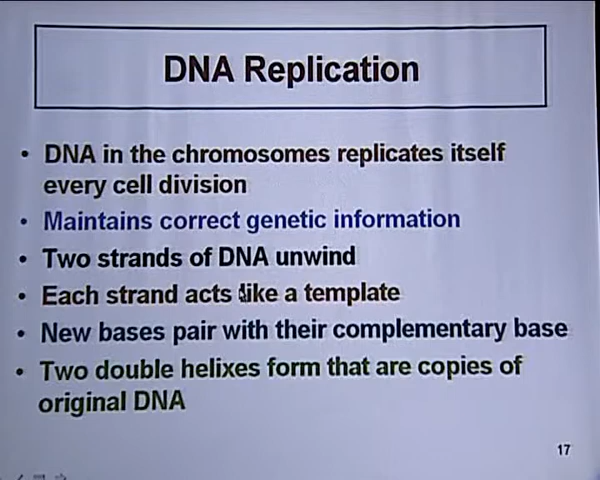 DNA Replication
• DNA in the chromosomes replicates itself
every cell division
• Maintains correct genetic information
• Two strands of DNA unwind
• Each strand acts like a template
• New bases pair with their complementary base
• Two double helixes form that are copies of
original DNA
17